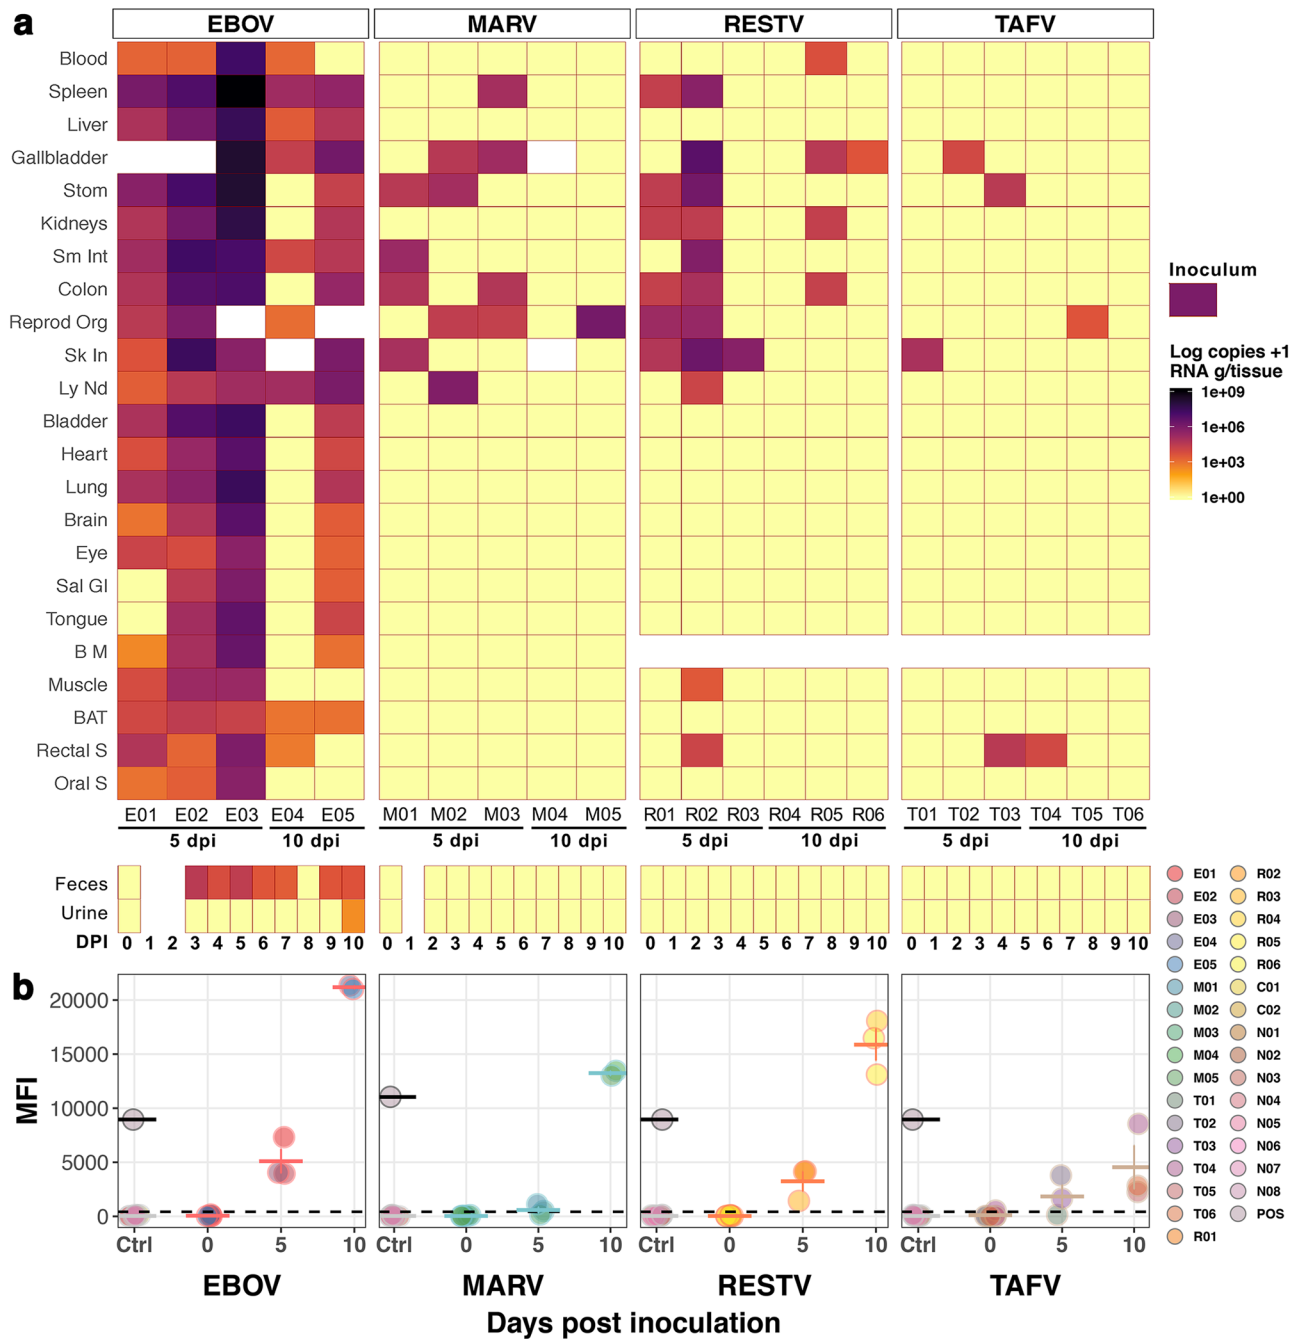 a
EBOV MARV RESTV TAFV
Blood
Spleen
Liver
Gallbladder
Stom
Kidneys
Sm Int
Colon
Reprod Org
Sk In
Ly Nd
Bladder
Heart
Lung
Brain
Eye
Sal Gl
Tongue
B M
Muscle
BAT
Rectal S
Oral S
Inoculum
Log copies +1
RNA g/tissue
1e+09
1e+06
1e+03
1e+00
E01 E02 E03 E04 E05 M01 M02 M03 M04 M05 R01 R02 R03 R04 R05 R06 T01 T02 T03 T04 T05 T06
5 dpi 10 dpi 5 dpi 10 dpi 5 dpi 10 dpi 5 dpi 10 dpi
Feces
Urine
DPI 0 1 2 3 4 5 6 7 8 9 10 0 1 2 3 4 5 6 7 8 9 10 0 1 2 3 4 5 6 7 8 9 10 0 1 2 3 4 5 6 7 8 9 10
b
MFI
20000
15000
10000
5000
0
Ctrl 0 5 10 Ctrl 0 5 10 Ctrl 0 5 10 Ctrl 0 5 10
EBOV MARV RESTV TAFV
Days post inoculation
E01 R02
E02 R03
E03 R04
E04 R05
E05 R06
M01 C01
M02 C02
M03 N01
M04 N02
M05 N03
T01 N04
T02 N05
T03 N06
T04 N07
T05 N08
T06 POS
R01